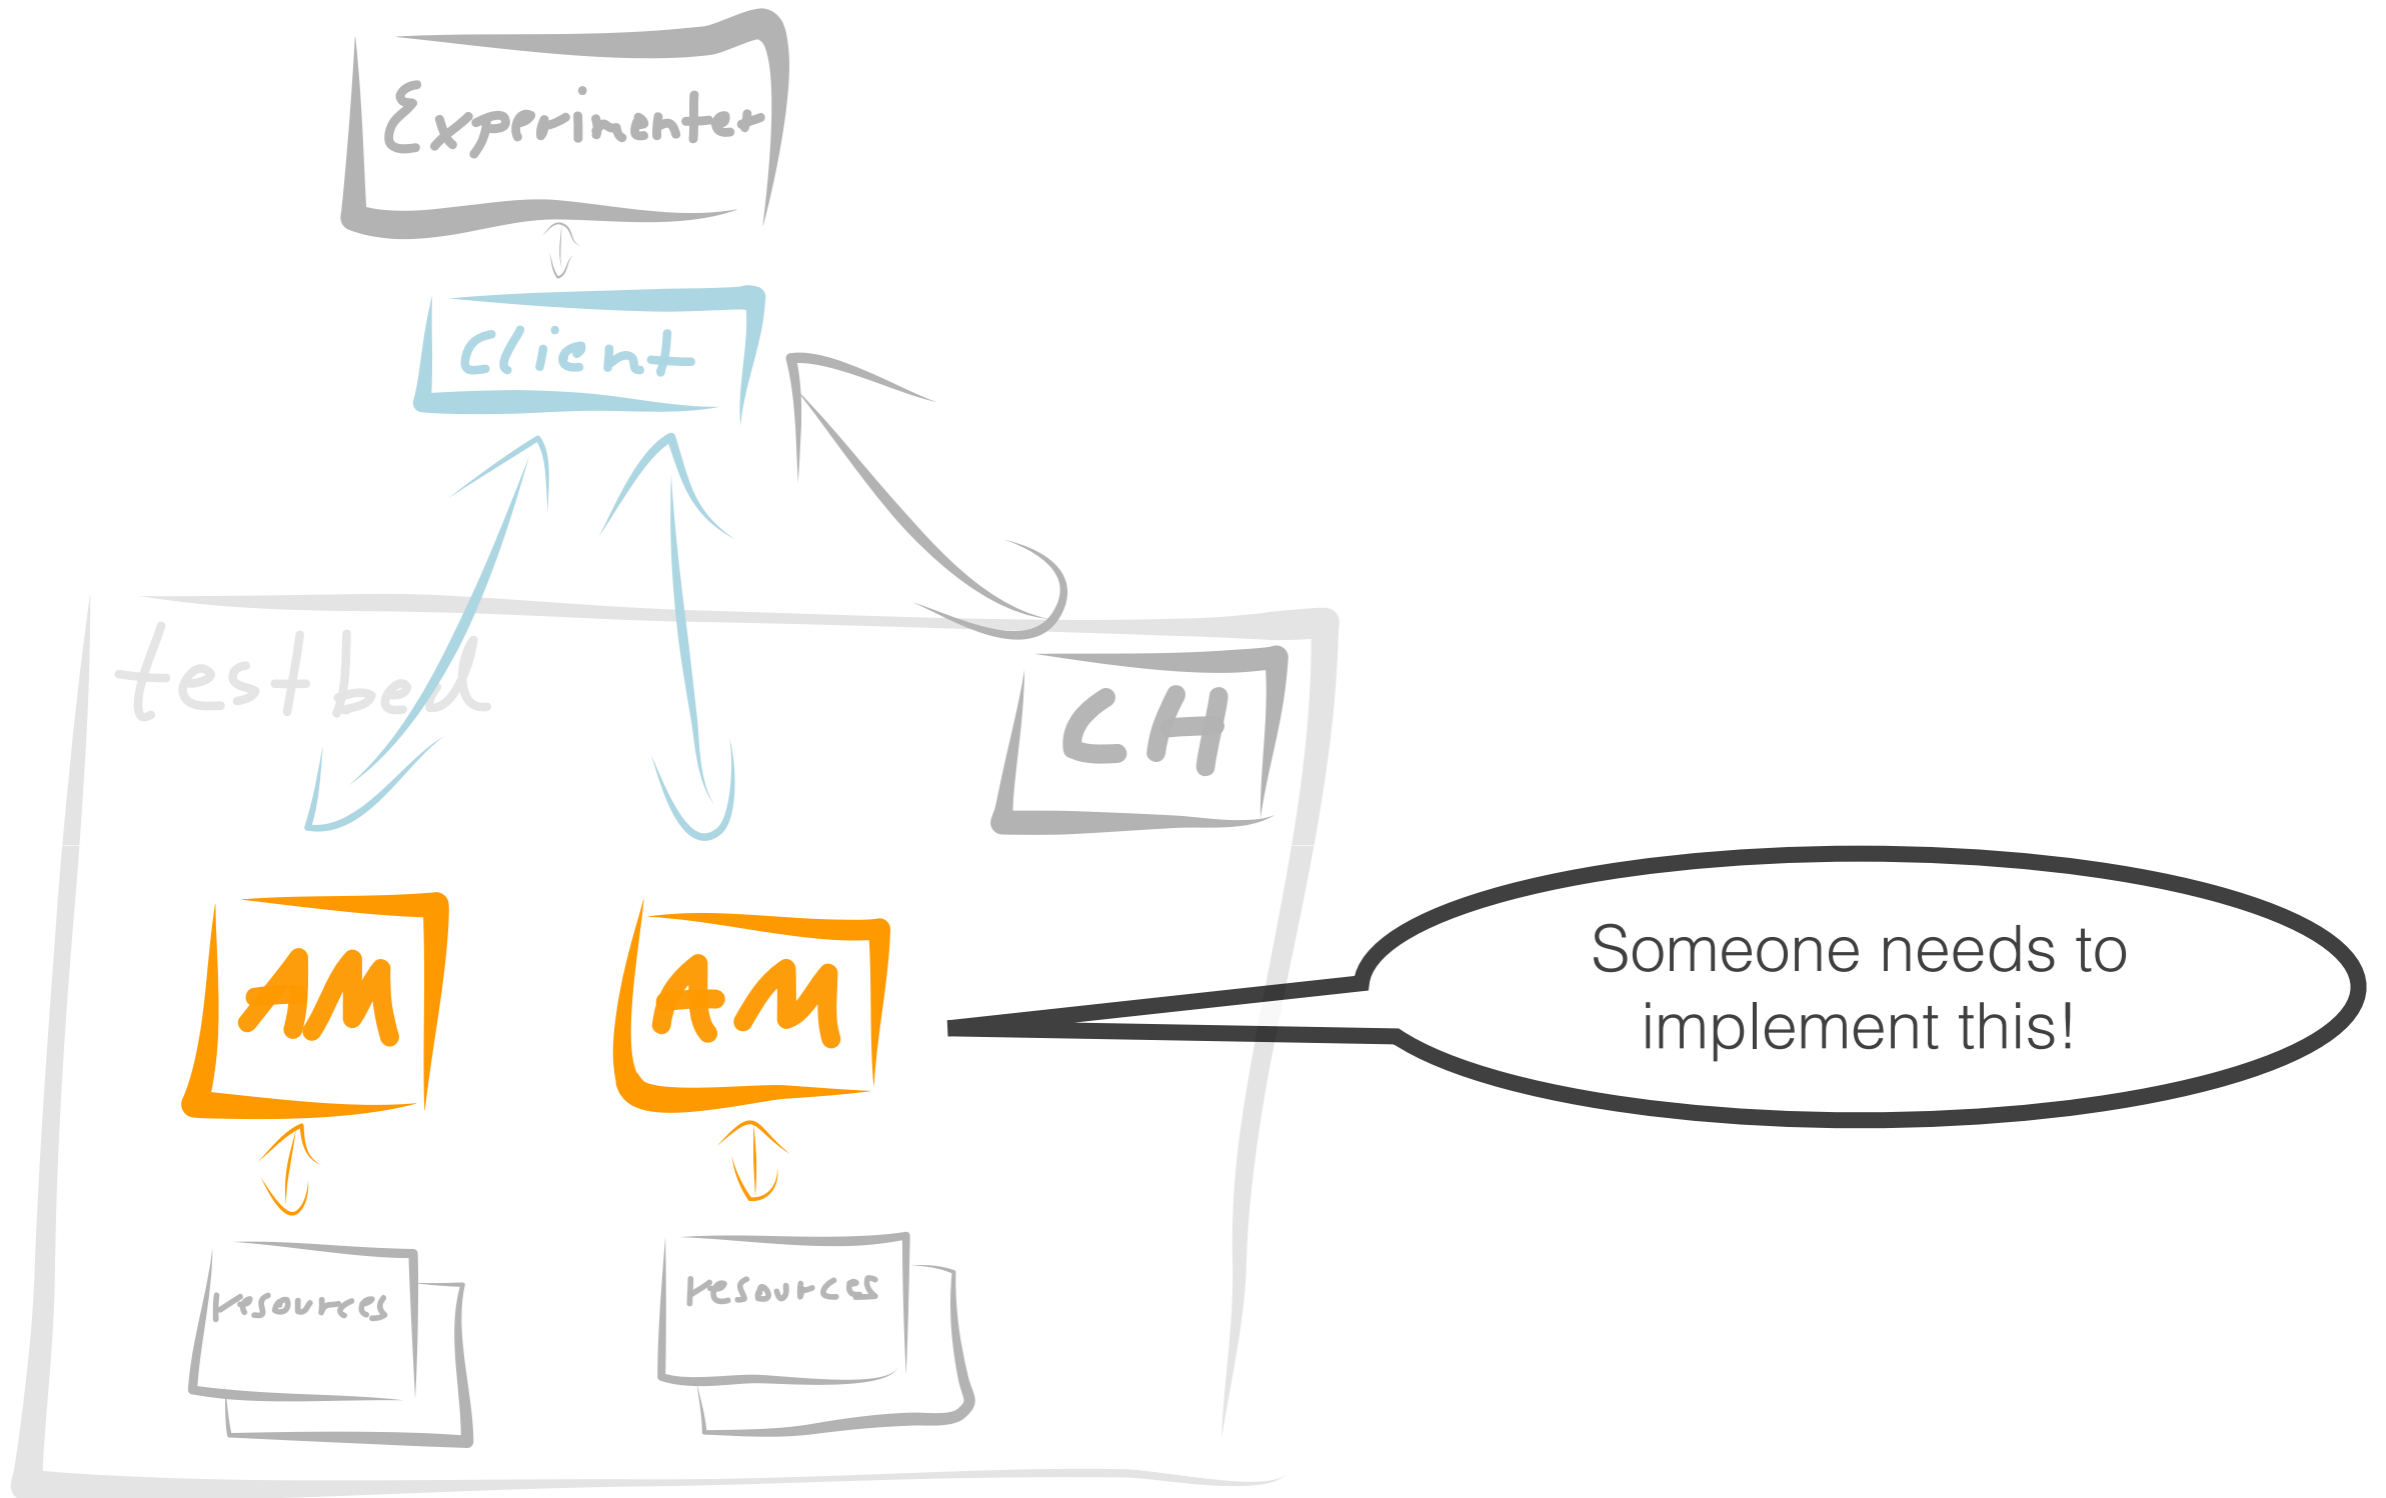 Experimenter
Client
testbed
CH
AM
AM
Someone needs to
implement this!
resources
resources